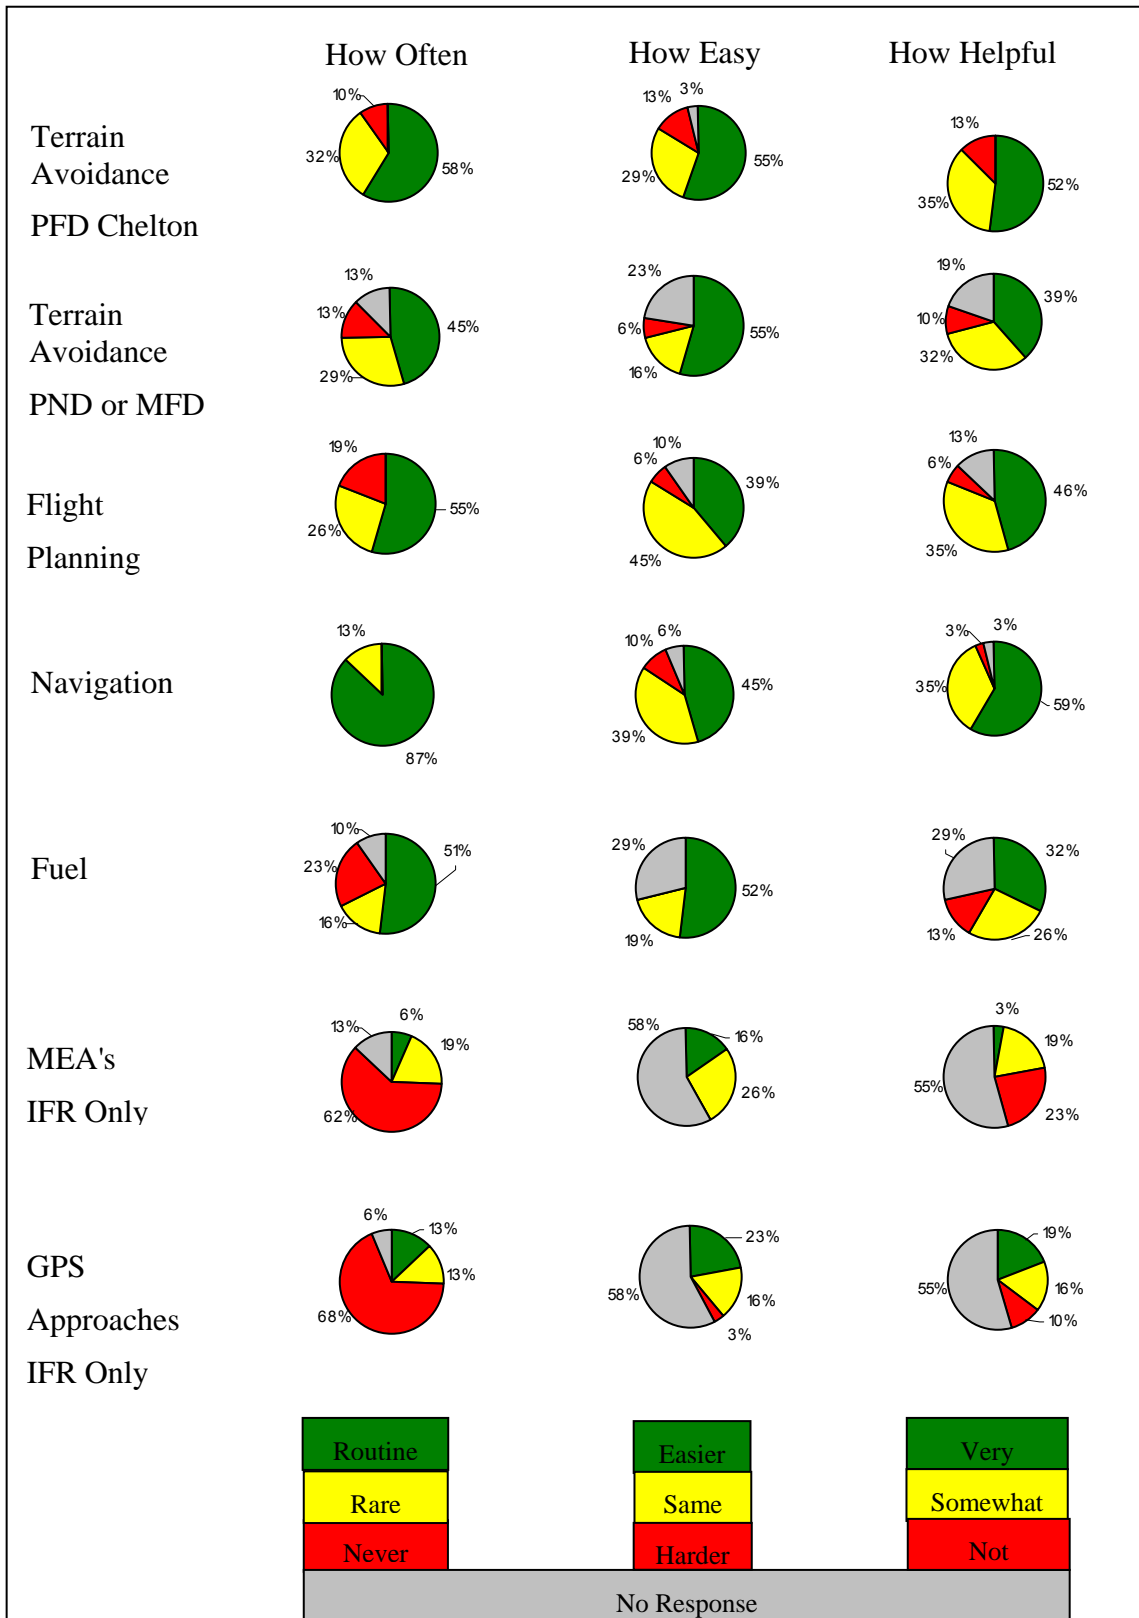 How Often
How Easy
How Helpful
Terrain
Avoidance
PFD Chelton
10%
32%
58%
3%
13%
29%
55%
13%
35%
52%
Terrain
Avoidance
PND or MFD
13%
13%
45%
29%
23%
6%
55%
16%
19%
39%
10%
32%
Flight
Planning
19%
55%
26%
10%
6%
39%
45%
13%
6%
46%
35%
Navigation
13%
87%
6%
10%
45%
39%
3%
3%
35%
59%
Fuel
10%
51%
23%
16%
29%
52%
19%
29%
32%
13%
26%
MEA's
IFR Only
6%
13%
19%
62%
58%
16%
26%
3%
19%
55%
23%
GPS
Approaches
IFR Only
6%
13%
13%
68%
23%
58%
16%
3%
19%
55%
16%
10%
Routine
Easier
Very
Rare
Same
Somewhat
Never
Harder
Not
No Response